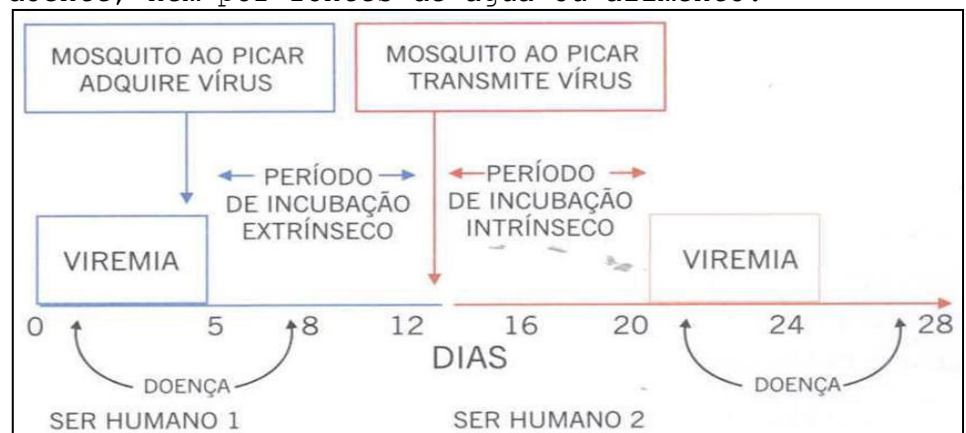 MOSQUITO AO PICAR
ADQUIRE VÍRUS
MOSQUITO AO PICAR
TRANSMITE VÍRUS
PERÍODO
DE INCUBAÇÃO
EXTRÍNSECO
PERÍODO
DE INCUBAÇÃO
INTRÍNSECO
VIREMIA
VIREMIA
0 5 8 12 16 20 24 28
DIAS
DOENÇA
DOENÇA
SER HUMANO 1
SER HUMANO 2